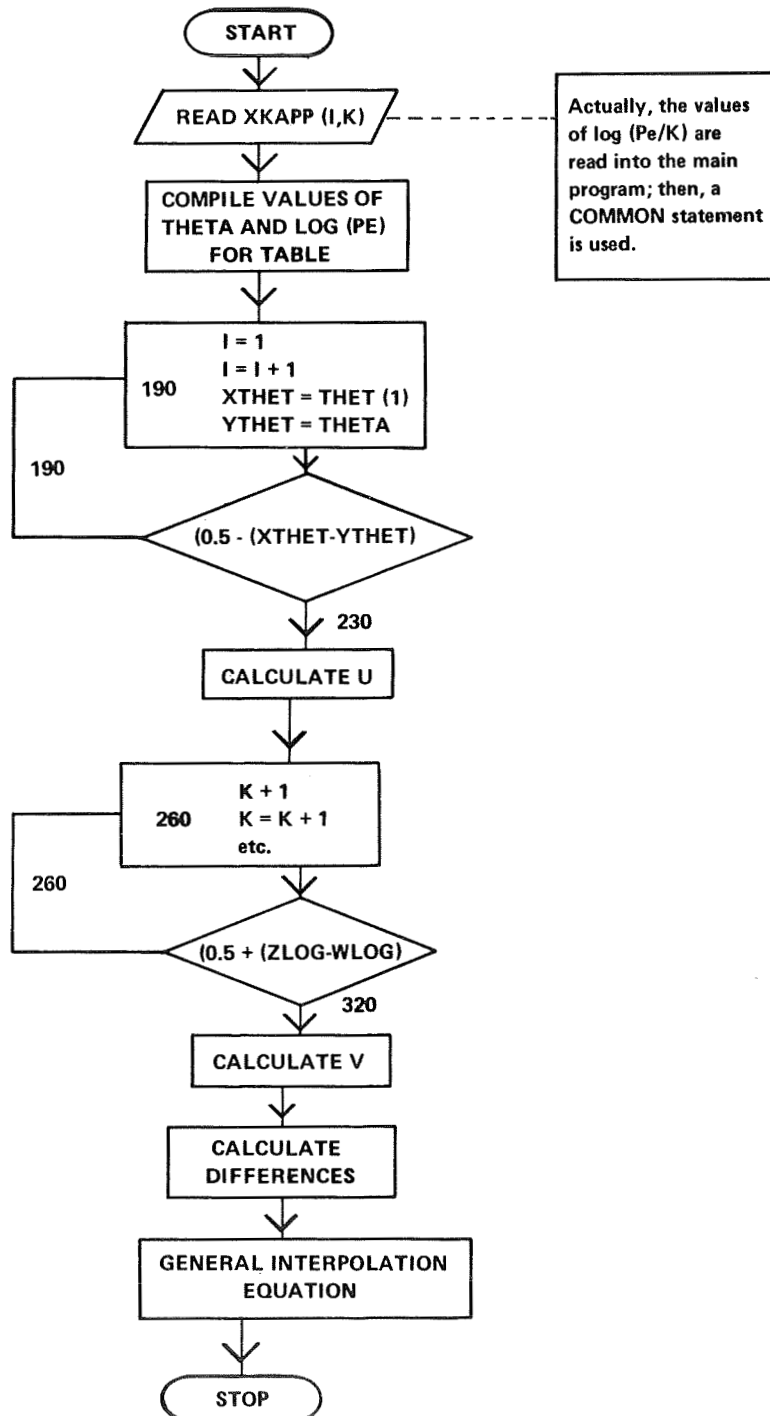 START
READ XKAPP (I,K)
Actually, the values
of log (Pe/K) are
read into the main
program; then, a
COMMON statement
is used.
COMPILE VALUES OF
THETA AND LOG (PE)
FOR TABLE
I = 1
I = I + 1
190
XTHET = THET (1)
YTHET = THETA
190
(0.5 - (XTHET-YTHET)
230
CALCULATE U
K + 1
260
K = K + 1
etc.
260
(0.5 + (ZLOG-WLOG)
320
CALCULATE V
CALCULATE
DIFFERENCES
GENERAL INTERPOLATION
EQUATION
STOP